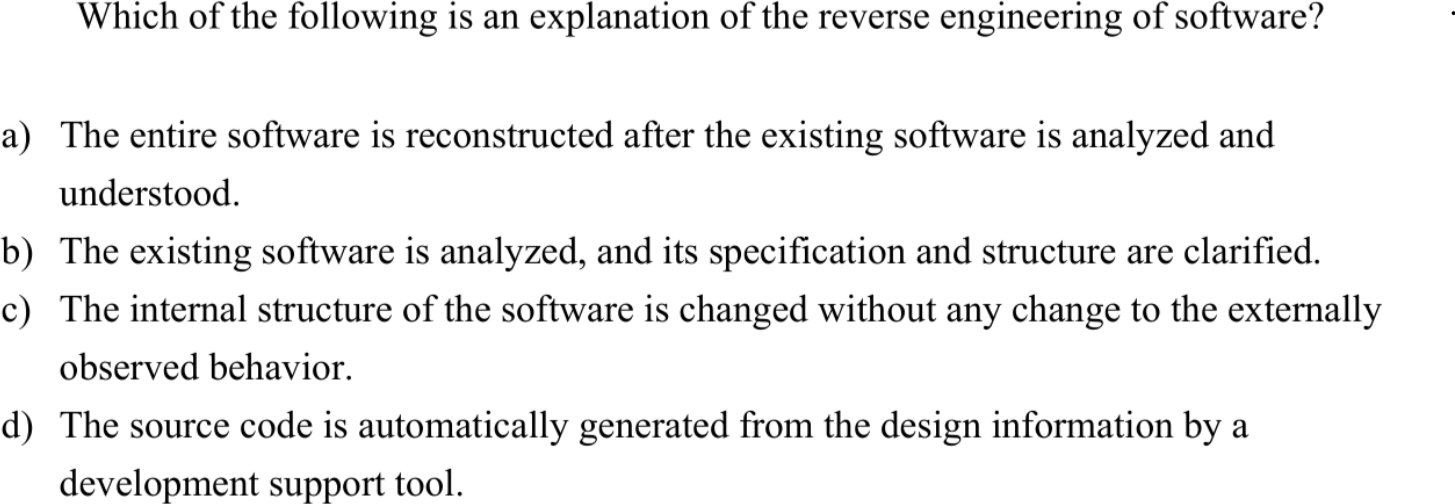 Which of the following is an explanation of the reverse engineering of software?
a) The entire software is reconstructed after the existing software is analyzed and
understood.
b) The existing software is analyzed, and its specification and structure are clarified.
c) The internal structure of the software is changed without any change to the externally
observed behavior.
d) The source code is automatically generated from the design information by a
development support tool.